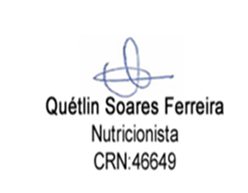 Quétlin Soares Ferreira
Nutricionista
CRN:46649